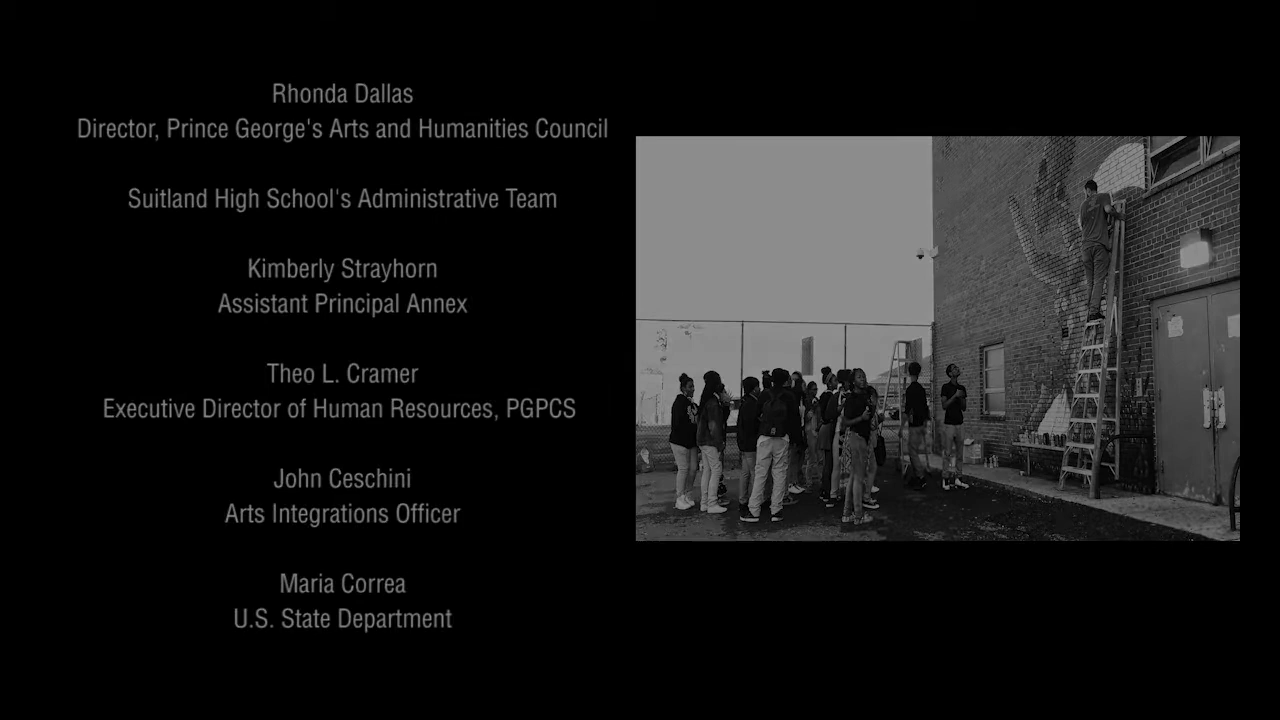 Rhonda Dallas
Director, Prince George's Arts and Humanities Council
Suitland High School's Administrative Team
Kimberly Strayhorn
Assistant Principal Annex
Theo L. Cramer
Executive Director of Human Resources, PGPCS
John Ceschini
Arts Integrations Officer
Maria Correa
U.S. State Department